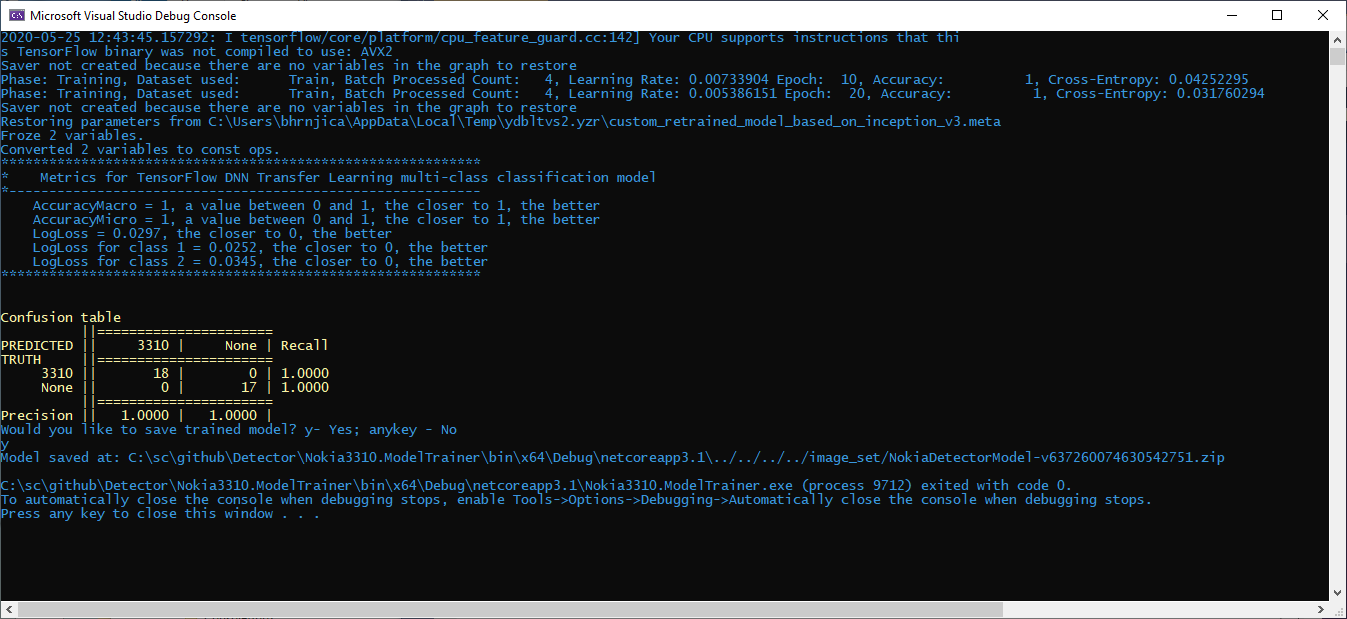 Microsoft Visual Studio Debug Console
2020-05-25 12:43:45.157292: I tensorflow/core/platform/cpu_feature_guard.cc:142] Your CPU supports instructions that thi
s TensorFlow binary was not compiled to use: AVX2
Saver not created because there are no variables in the graph to restore
Phase: Training, Dataset used:      Train, Batch Processed Count:   4, Learning Rate: 0.00733904 Epoch:  10, Accuracy:          1, Cross-Entropy: 0.04252295
Phase: Training, Dataset used:      Train, Batch Processed Count:   4, Learning Rate: 0.005386151 Epoch:  20, Accuracy:          1, Cross-Entropy: 0.031760294
Saver not created because there are no variables in the graph to restore
Restoring parameters from C:\Users\bhrnjica\AppData\Local\Temp\ydbltvs2.yzr\custom_retrained_model_based_on_inception_v3.meta
Froze 2 variables.
Converted 2 variables to const ops.
************************************************************
*    Metrics for TensorFlow DNN Transfer Learning multi-class classification model
*-----------------------------------------------------------
    AccuracyMacro = 1, a value between 0 and 1, the closer to 1, the better
    AccuracyMicro = 1, a value between 0 and 1, the closer to 1, the better
    LogLoss = 0.0297, the closer to 0, the better
    LogLoss for class 1 = 0.0252, the closer to 0, the better
    LogLoss for class 2 = 0.0345, the closer to 0, the better
************************************************************
Confusion table
          ||======================
PREDICTED ||     3310 |     None | Recall
TRUTH     ||======================
     3310 ||       18 |        0 | 1.0000
     None ||        0 |       17 | 1.0000
          ||======================
Precision ||   1.0000 |   1.0000 |
Would you like to save trained model? y- Yes; anykey - No
y
Model saved at: C:\sc\github\Detector\Nokia3310.ModelTrainer\bin\x64\Debug\netcoreapp3.1\../../../../image_set/NokiaDetectorModel-v637260074630542751.zip
C:\sc\github\Detector\Nokia3310.ModelTrainer\bin\x64\Debug\netcoreapp3.1\Nokia3310.ModelTrainer.exe (process 9712) exited with code 0.
To automatically close the console when debugging stops, enable Tools->Options->Debugging->Automatically close the console when debugging stops.
Press any key to close this window . . .